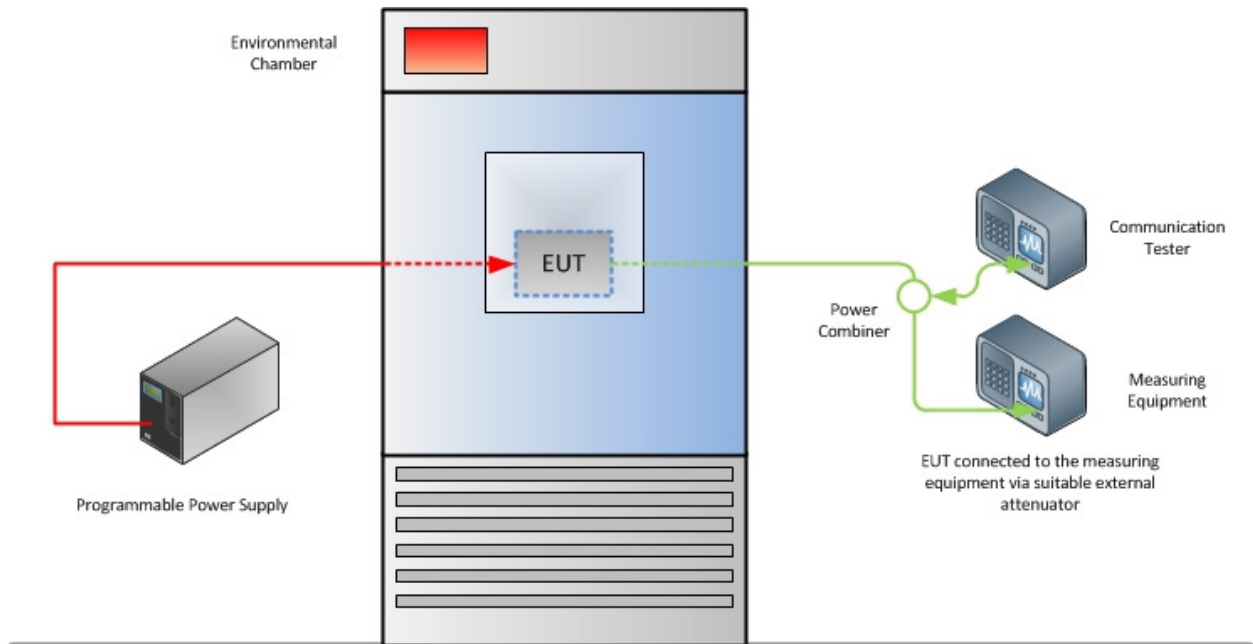 Environmental
Chamber
EUT
Communication
Tester
Power
Combiner
Measuring
Equipment
EUT connected to the measuring
equipment via suitable external
attenuator
Programmable Power Supply